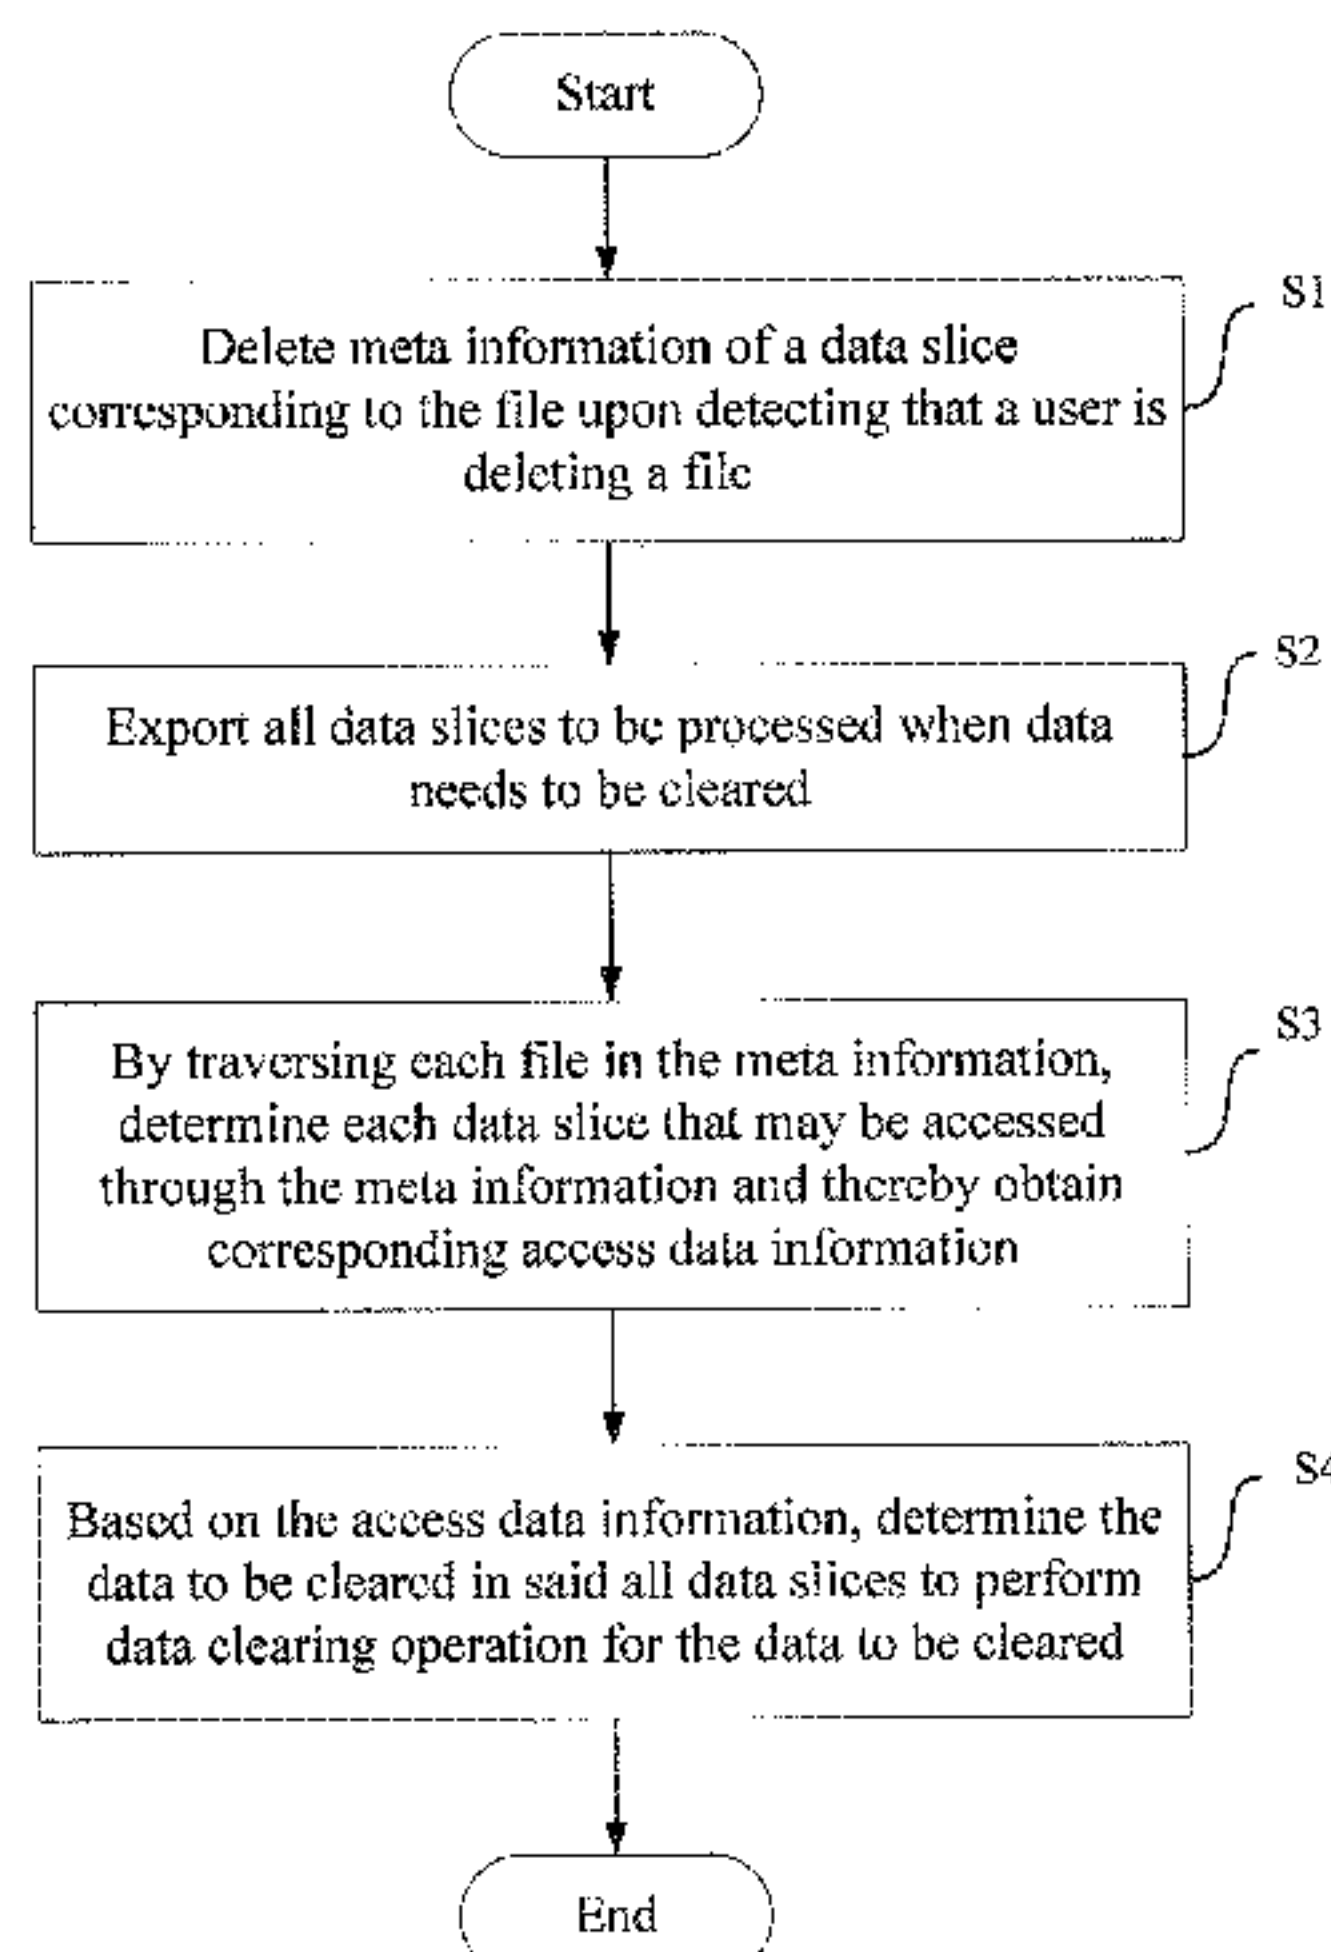 Start
S1
Delete meta information of a data slice
corresponding to the file upon detecting that a user is
deleting a file
S2
Export all data slices to be processed when data
needs to be cleared
S3
By traversing each file in the meta information,
determine each data slice that may be accessed
through the meta information and thereby obtain
corresponding access data information
S4
Based on the access data information, determine the
data to be cleared in said all data slices to perform
data clearing operation for the data to be cleared
End